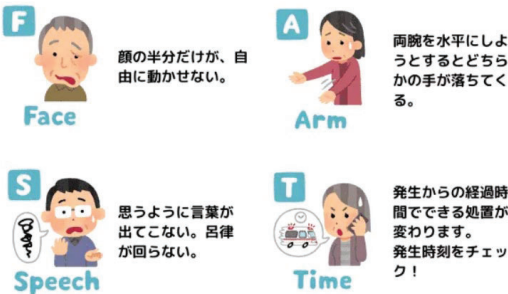 F
顔の半分だけが、自
由に動かせない。
Face
A
両腕を水平にしよ
うとするとどちら
かの手が落ちてく
る。
Arm
S
思うように言葉が
出てこない。呂律
が回らない。
Speech
T
発生からの経過時
間でできる処置が
変わります。
発生時刻をチェッ
ク！
Time